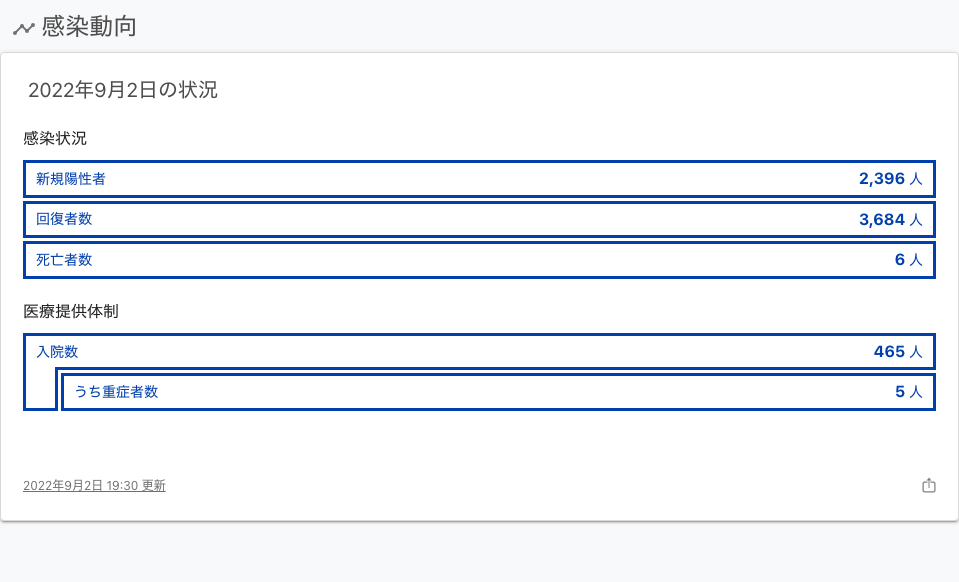 感染動向
2022年9月2日の状況
感染状況
新規陽性者 2,396 人
回復者数 3,684 人
死亡者数 6 人
医療提供体制
入院数 465 人
うち重症者数 5 人
2022年9月2日 19:30 更新